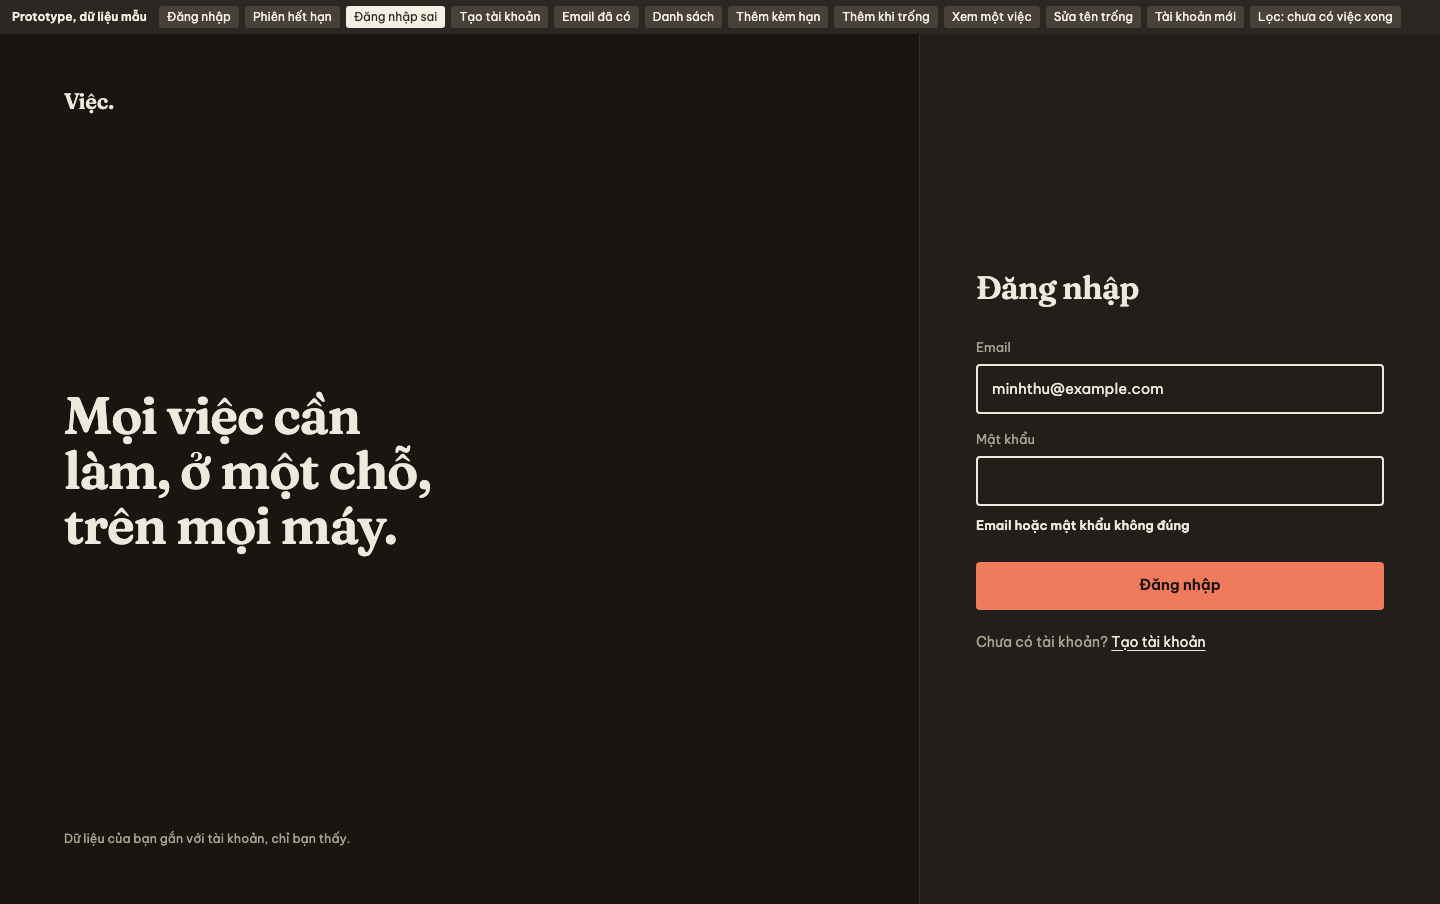 Prototype, dữ liệu mẫu Đăng nhập Phiên hết hạn Đăng nhập sai Tạo tài khoản Email đã có Danh sách Thêm kèm hạn Thêm khi trống Xem một việc Sửa tên trống Tài khoản mới Lọc: chưa có việc xong
Việc.
Mọi việc cần
làm, ở một chỗ,
trên mọi máy.
Dữ liệu của bạn gắn với tài khoản, chỉ bạn thấy.
Đăng nhập
Email
minhthu@example.com
Mật khẩu
Email hoặc mật khẩu không đúng
Đăng nhập
Chưa có tài khoản? Tạo tài khoản